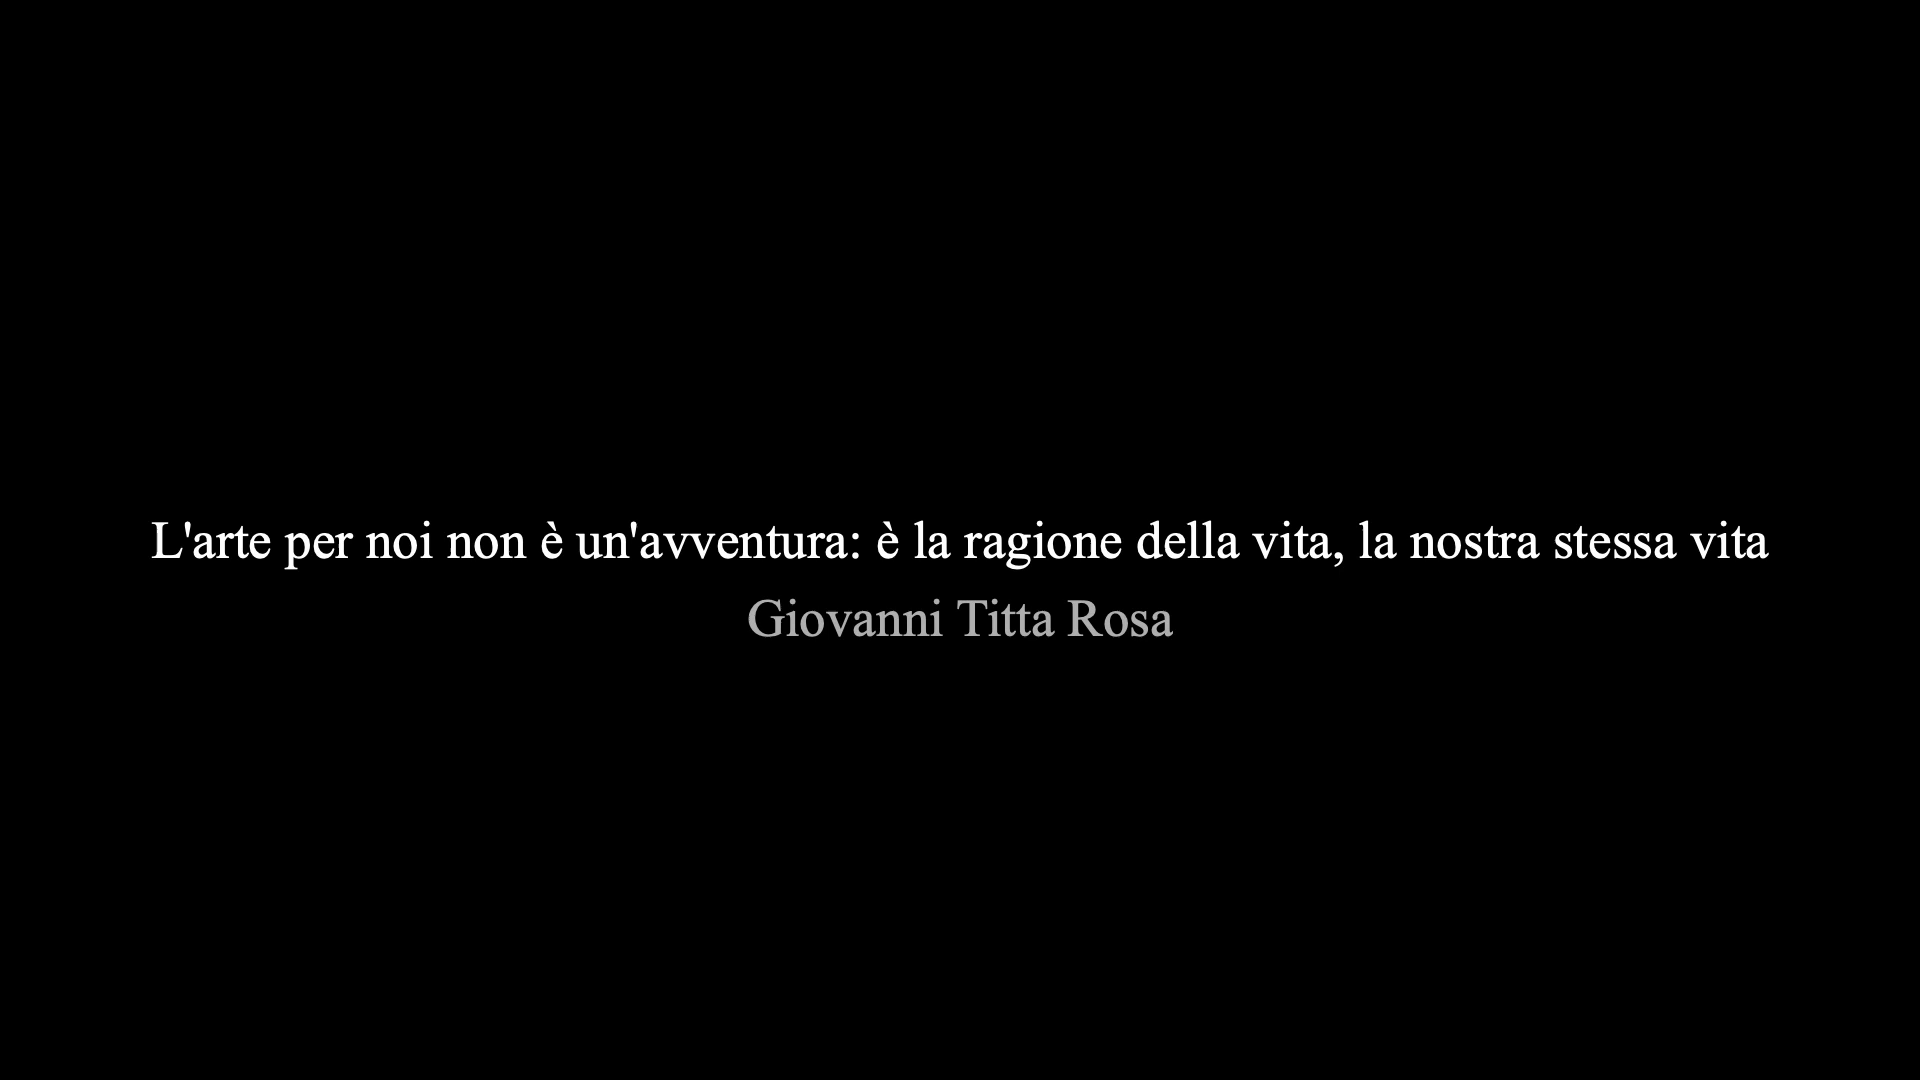 L'arte per noi non è un'avventura: è la ragione della vita, la nostra stessa vita
Giovanni Titta Rosa